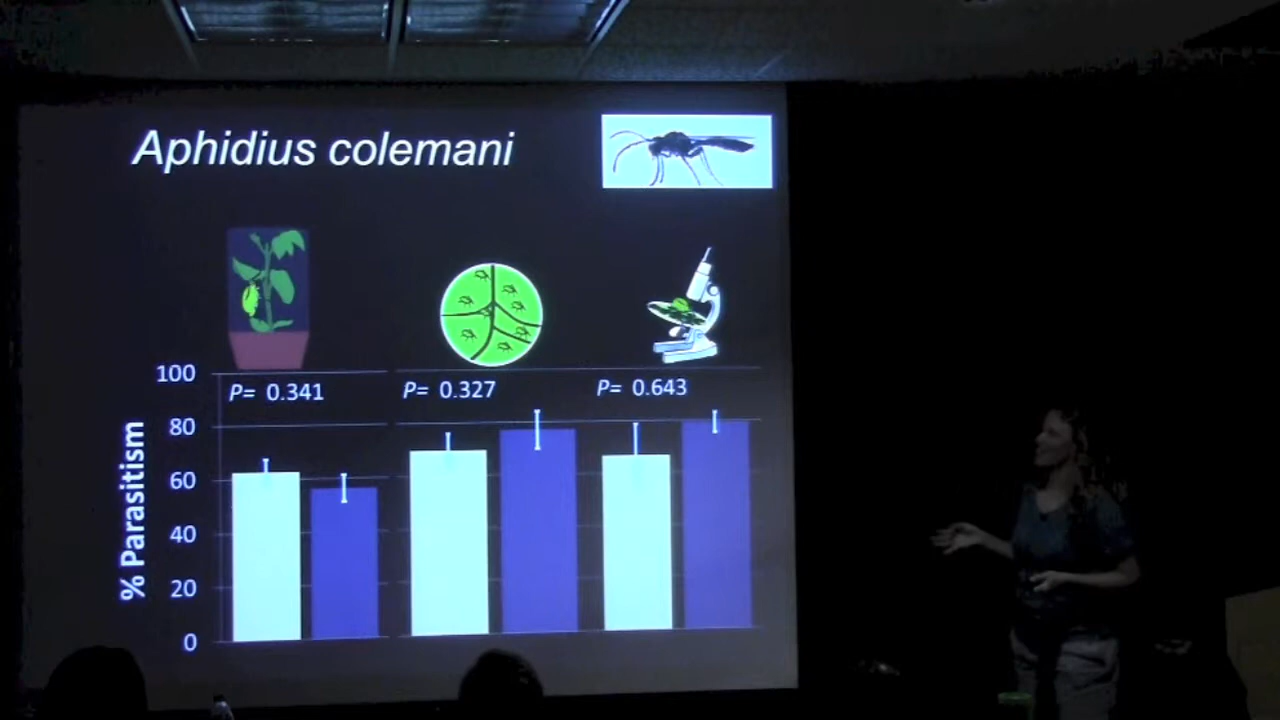 Aphidius colemani
P= 0.341
P= 0.327
P= 0.643
% Parasitism
100
80
60
40
20
0